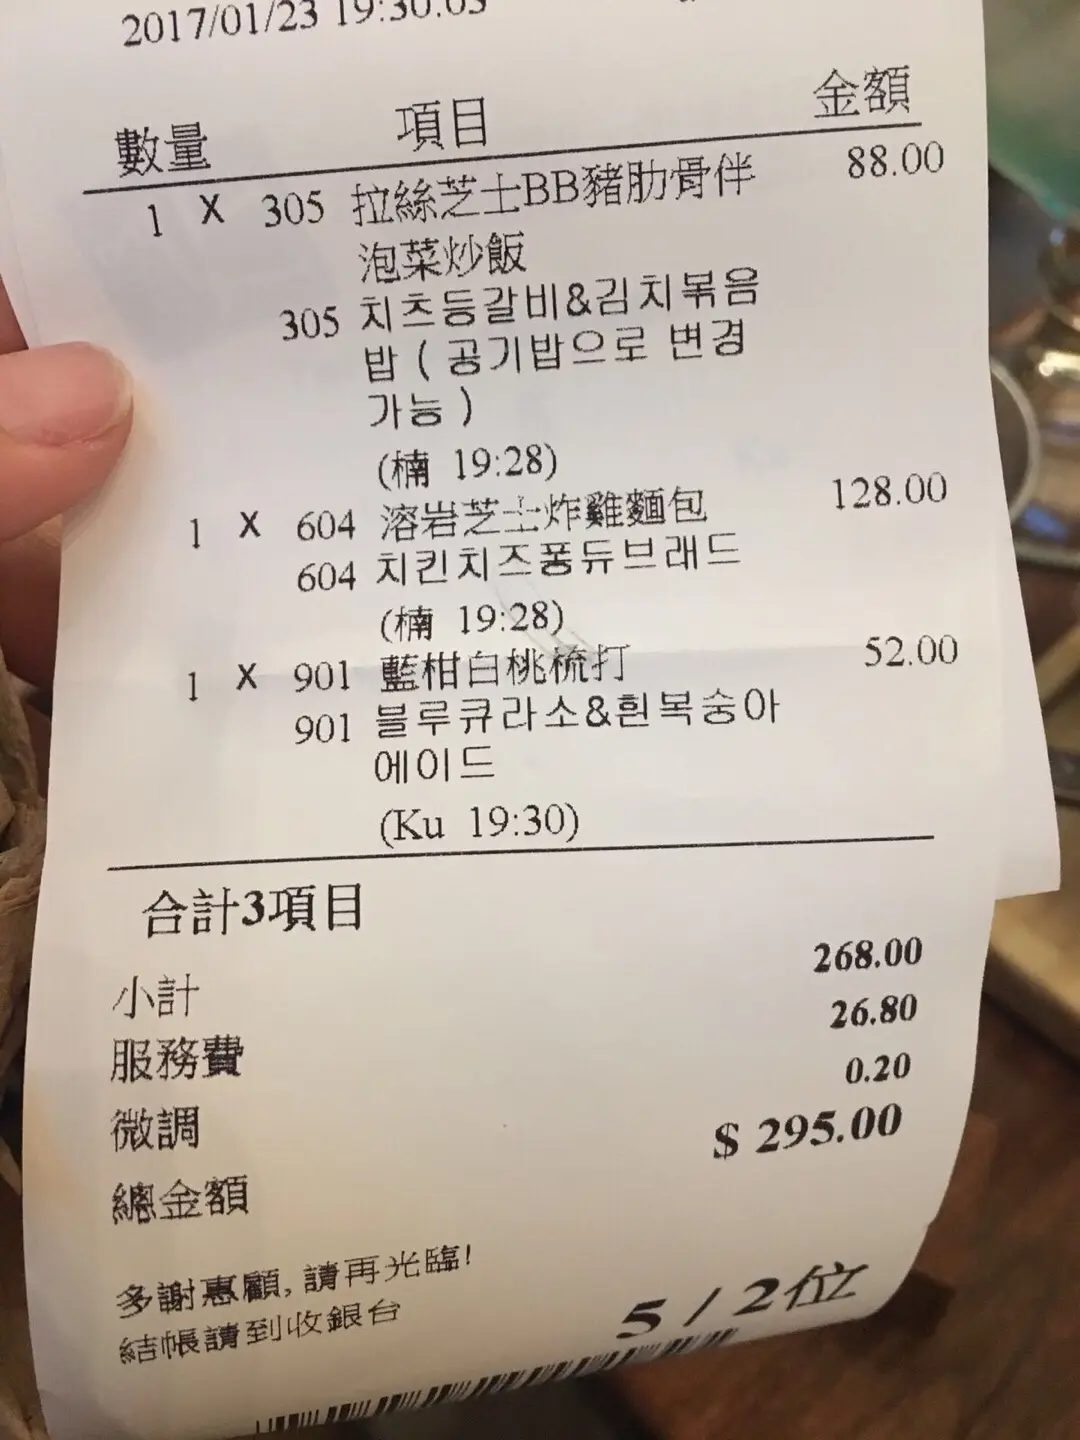 2017/01/23 19:30:03
數量 項目 金額
1 X 305 拉絲芝士BB豬肋骨伴 88.00
泡菜炒飯
305 치즈등갈비&김치볶음
밥 ( 공기밥으로 변경
가능 )
(楠 19:28)
1 X 604 溶岩芝士炸雞麵包 128.00
604 치킨치즈퐁듀브래드
(楠 19:28)
1 X 901 藍柑白桃梳打 52.00
901 블루큐라소&흰복숭아
에이드
(Ku 19:30)
合計3項目
小計 268.00
服務費 26.80
微調 0.20
總金額 $ 295.00
多謝惠顧, 請再光臨!
結帳請到收銀台
5 / 2位